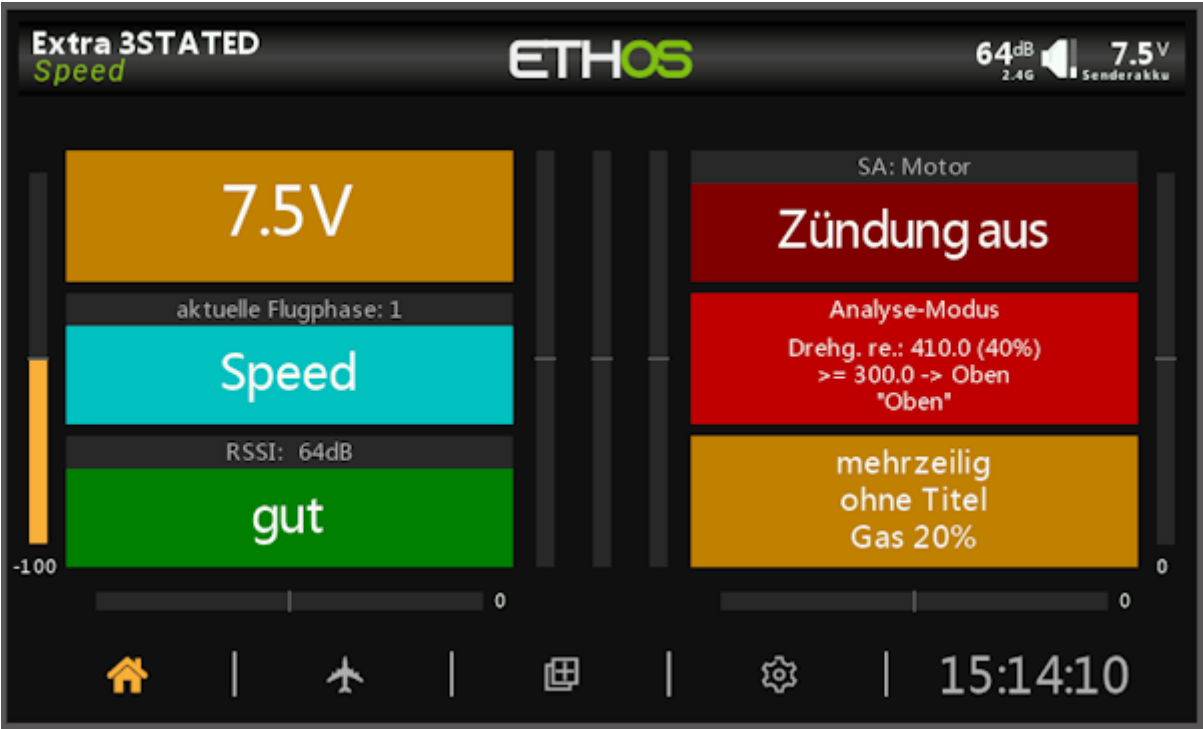 Extra 3STATED
Speed
ETHOS
64dB
2.4G
7.5V
Senderakku
7.5V
aktuelle Flugphase: 1
Speed
RSSI: 64dB
gut
SA: Motor
Zündung aus
Analyse-Modus
Drehg. re.: 410.0 (40%)
>= 300.0 -> Oben
"Oben"
mehrzeilig
ohne Titel
Gas 20%
-100
0
0
0
15:14:10